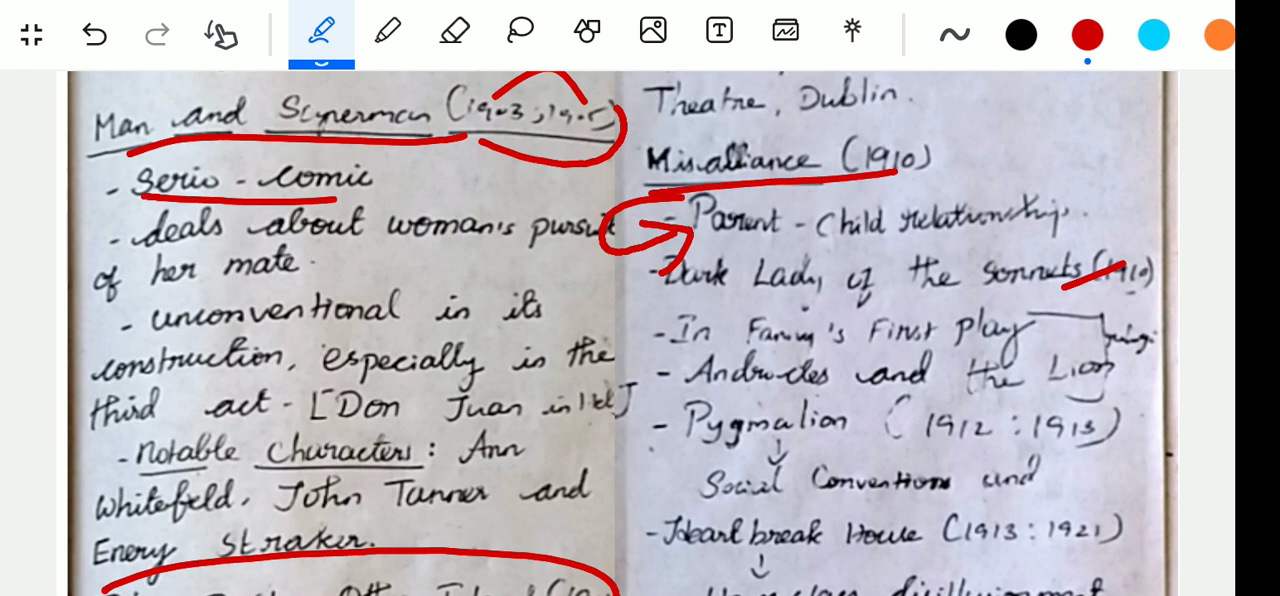 Man and Superman (1903; 1905)
- Serio - comic
- deals about woman's pursuit
of her mate.
- unconventional in its
construction, especially in the
third act - [Don Juan in Hell]
- Notable Characters : Ann
Whitefield, John Tanner and
Enery Straker.
Theatre, Dublin.
Misalliance (1910)
- Parent - Child relationship.
- Dark Lady of the Sonnets (1910)
- In Fanny's First play
- Androcles and the Lion
- Pygmalion (1912 : 1913)
Social Conventions and
- Heartbreak House (1913 : 1921)
disillusionment